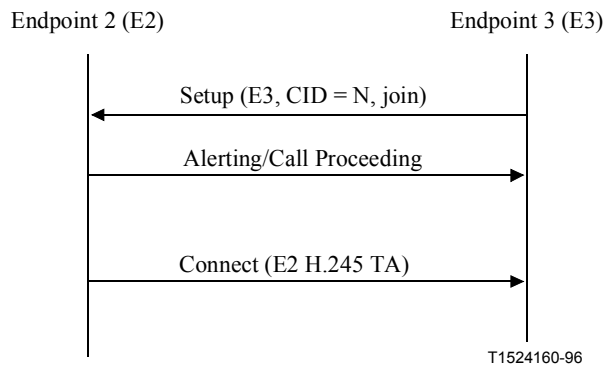 Endpoint 2 (E2)
Endpoint 3 (E3)
Setup (E3, CID = N, join)
Alerting/Call Proceeding
Connect (E2 H.245 TA)
T1524160-96